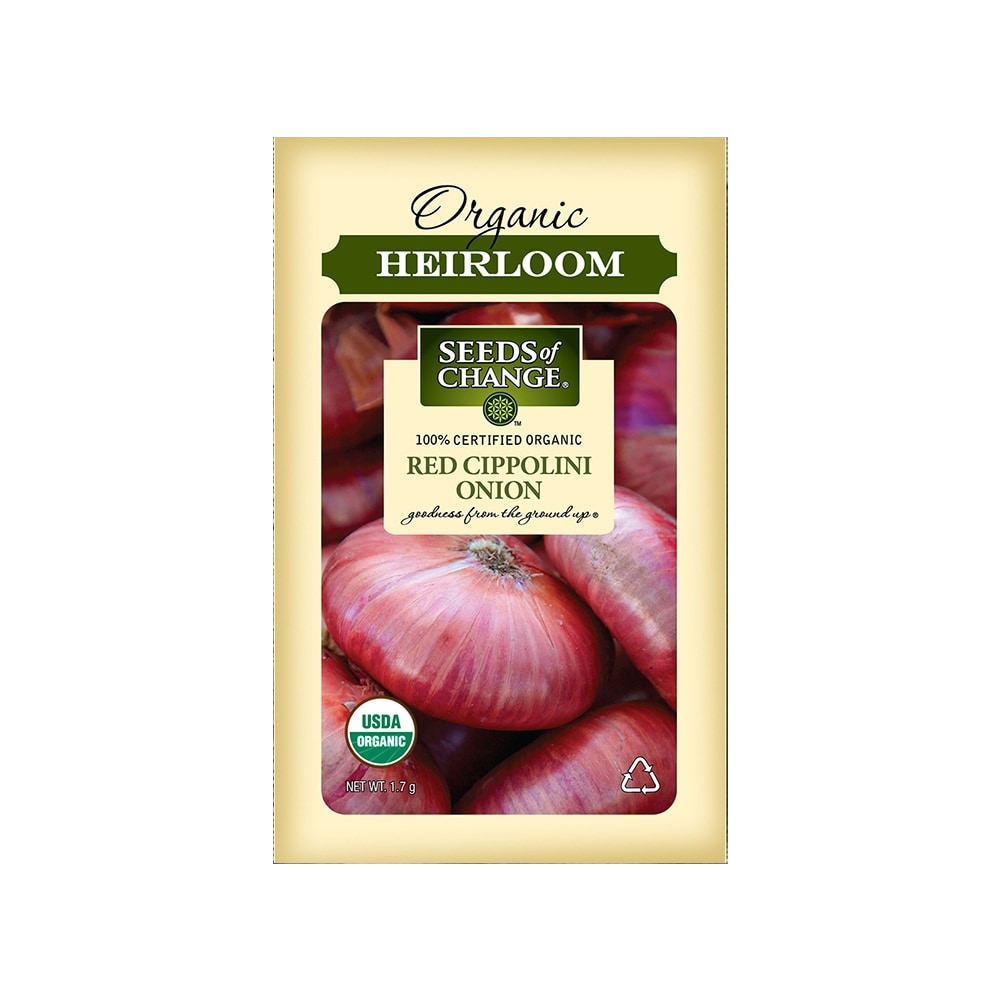 Organic
HEIRLOOM
SEEDS of
CHANGE®
™
100% CERTIFIED ORGANIC
RED CIPPOLINI
ONION
goodness from the ground up®
USDA
ORGANIC
NET WT. 1.7 g